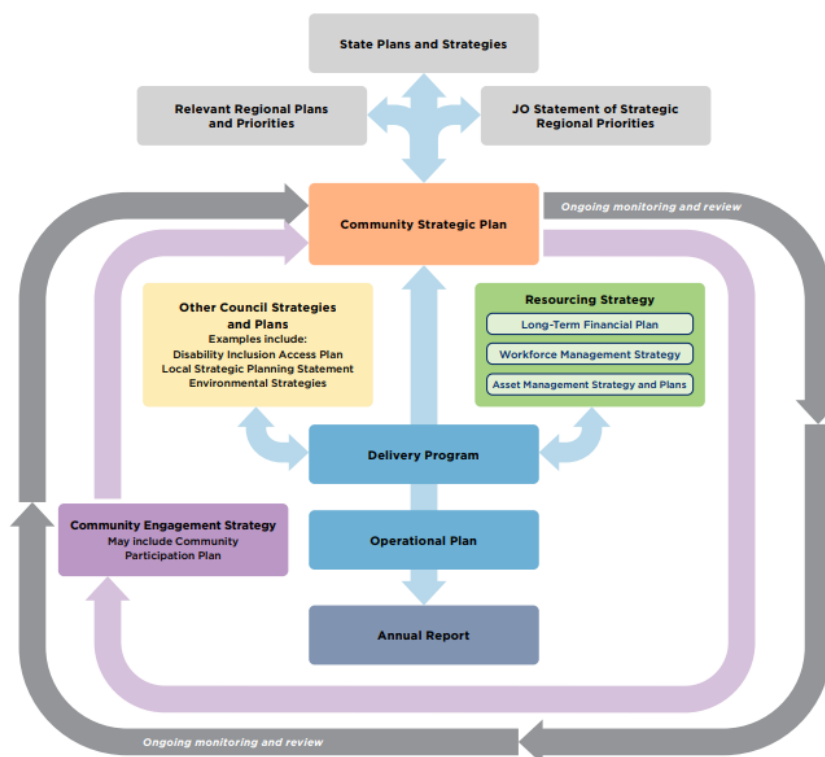 State Plans and Strategies
Relevant Regional Plans
and Priorities
JO Statement of Strategic
Regional Priorities
Community Strategic Plan
Ongoing monitoring and review
Other Council Strategies
and Plans
Examples include:
Disability Inclusion Access Plan
Local Strategic Planning Statement
Environmental Strategies
Resourcing Strategy
Long-Term Financial Plan
Workforce Management Strategy
Asset Management Strategy and Plans
Delivery Program
Community Engagement Strategy
May include Community
Participation Plan
Operational Plan
Annual Report
Ongoing monitoring and review